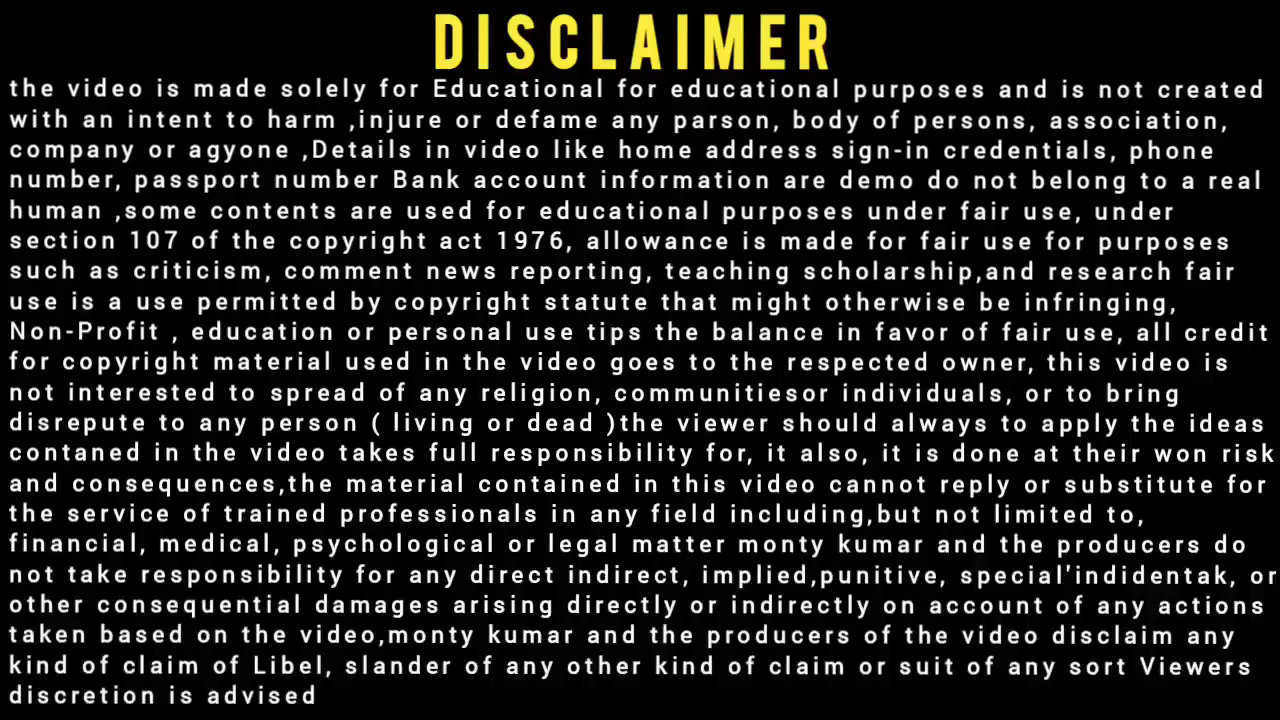 DISCLAIMER
the video is made solely for Educational for educational purposes and is not created
with an intent to harm ,injure or defame any parson, body of persons, association,
company or agyone ,Details in video like home address sign-in credentials, phone
number, passport number Bank account information are demo do not belong to a real
human ,some contents are used for educational purposes under fair use, under
section 107 of the copyright act 1976, allowance is made for fair use for purposes
such as criticism, comment news reporting, teaching scholarship,and research fair
use is a use permitted by copyright statute that might otherwise be infringing,
Non-Profit , education or personal use tips the balance in favor of fair use, all credit
for copyright material used in the video goes to the respected owner, this video is
not interested to spread of any religion, communitiesor individuals, or to bring
disrepute to any person ( living or dead )the viewer should always to apply the ideas
contaned in the video takes full responsibility for, it also, it is done at their won risk
and consequences,the material contained in this video cannot reply or substitute for
the service of trained professionals in any field including,but not limited to,
financial, medical, psychological or legal matter monty kumar and the producers do
not take responsibility for any direct indirect, implied,punitive, special'indidentak, or
other consequential damages arising directly or indirectly on account of any actions
taken based on the video,monty kumar and the producers of the video disclaim any
kind of claim of Libel, slander of any other kind of claim or suit of any sort Viewers
discretion is advised